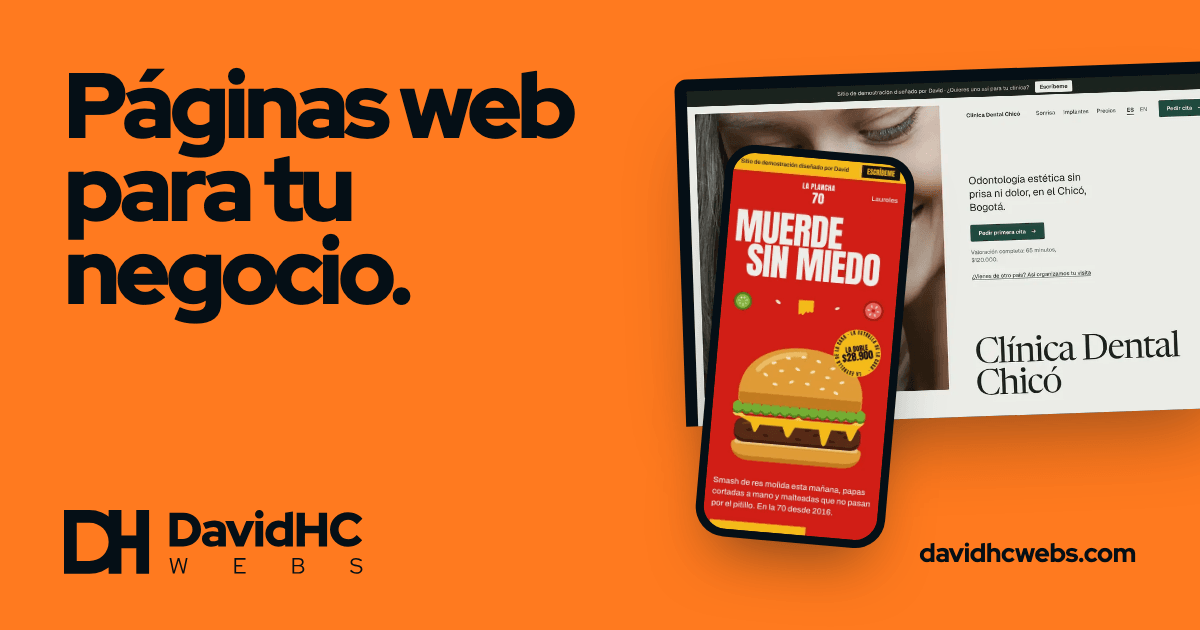 Páginas web
para tu
negocio.
DH DavidHC
WEBS
Sitio de demostración diseñado por David · ¿Quieres uno así para tu clínica? Escríbeme
Clínica Dental Chicó Sonrisa Implantes Precios ES EN Pedir cita →
Odontología estética sin
prisa ni dolor, en el Chicó,
Bogotá.
Pedir primera cita →
Valoración completa: 65 minutos,
$120.000.
¿Vienes de otro país? Así organizamos tu visita
Clínica Dental
Chicó
Sitio de demostración diseñado por David ESCRÍBEME
LA PLANCHA
70
Laureles
MUERDE
SIN MIEDO
LA ESTRELLA DE LA CASA
LA DOBLE
$28.900
Smash de res molida esta mañana, papas
cortadas a mano y malteadas que no pasan
por el pitillo. En la 70 desde 2016.
davidhcwebs.com